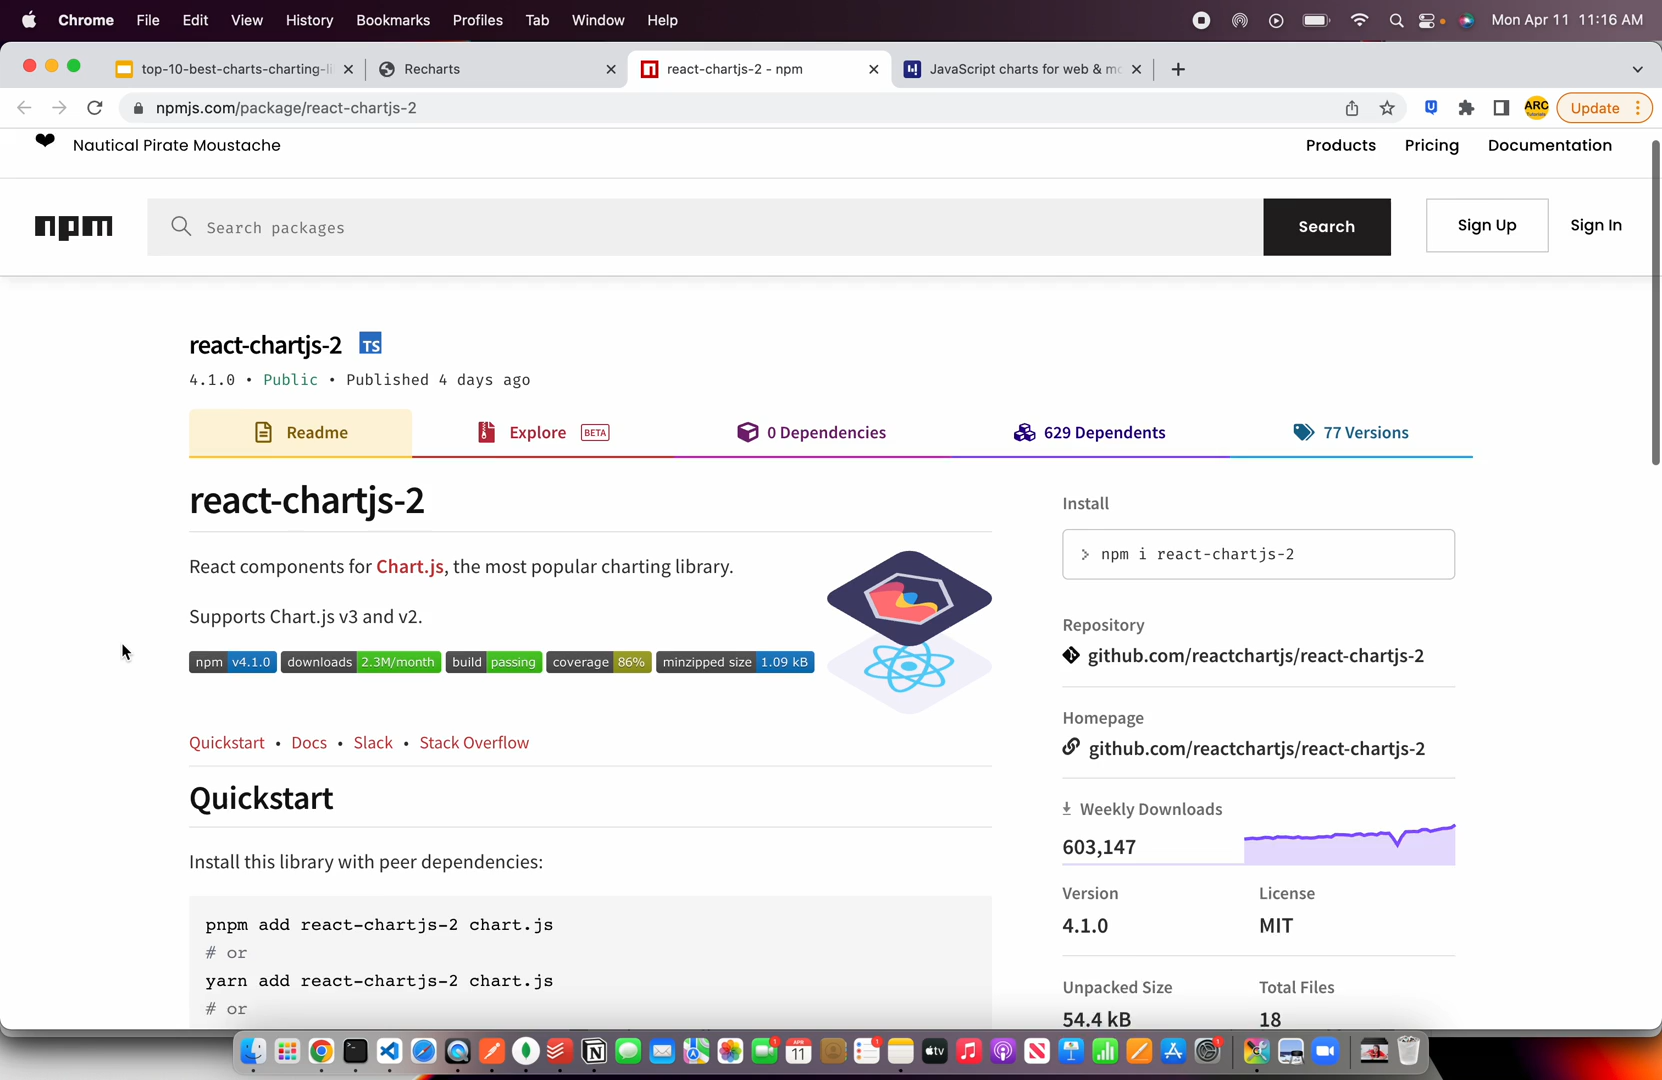 Chrome File Edit View History Bookmarks Profiles Tab Window Help Mon Apr 11 11:16 AM
top-10-best-charts-charting-li Recharts react-chartjs-2 - npm JavaScript charts for web & mo
npmjs.com/package/react-chartjs-2 ARC Update
❤ Nautical Pirate Moustache Products Pricing Documentation
npm Search packages Search Sign Up Sign In
react-chartjs-2 TS
4.1.0 • Public • Published 4 days ago
Readme Explore BETA 0 Dependencies 629 Dependents 77 Versions
react-chartjs-2
React components for Chart.js, the most popular charting library.
Supports Chart.js v3 and v2.
npm v4.1.0 downloads 2.3M/month build passing coverage 86% minzipped size 1.09 kB
Quickstart • Docs • Slack • Stack Overflow
Quickstart
Install this library with peer dependencies:
pnpm add react-chartjs-2 chart.js
# or
yarn add react-chartjs-2 chart.js
# or
Install
> npm i react-chartjs-2
Repository
github.com/reactchartjs/react-chartjs-2
Homepage
github.com/reactchartjs/react-chartjs-2
Weekly Downloads
603,147
Version License
4.1.0 MIT
Unpacked Size Total Files
54.4 kB 18